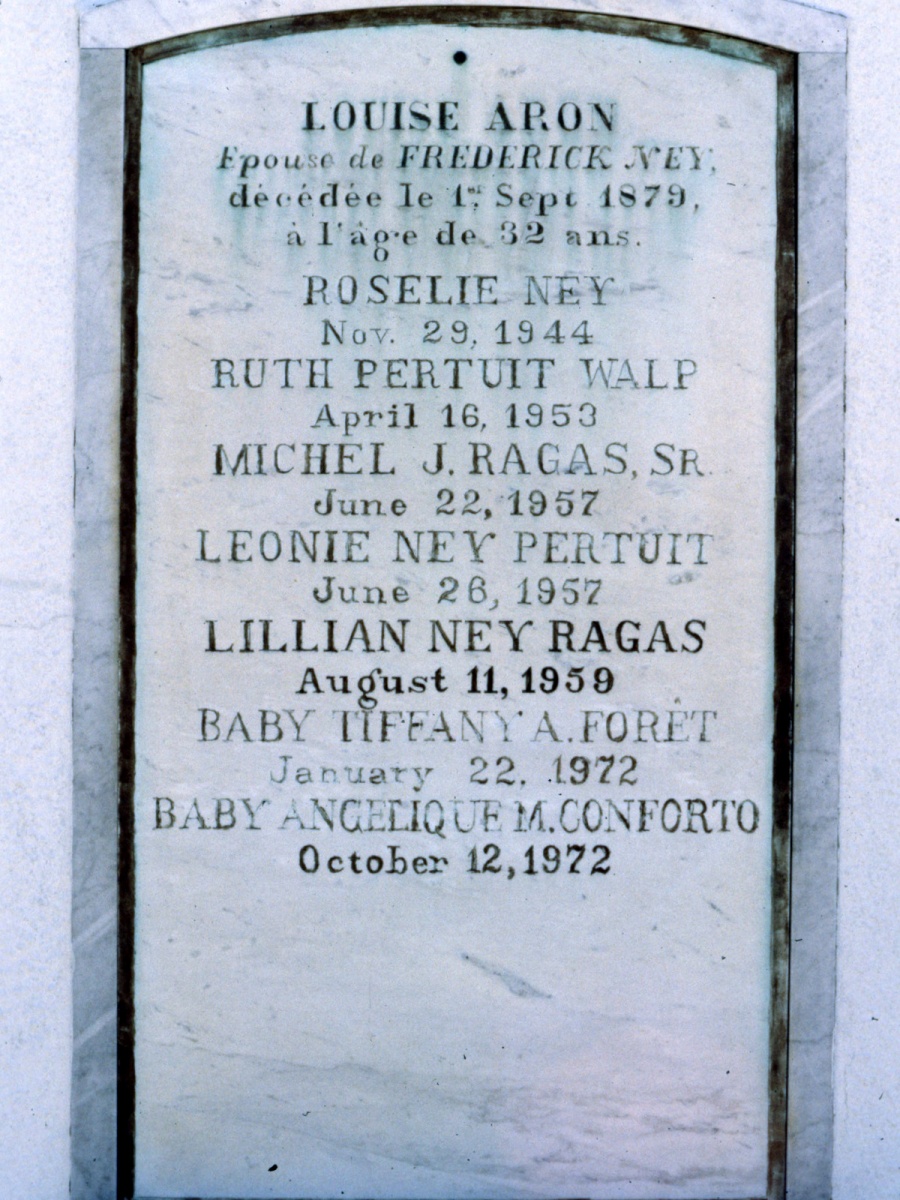 LOUISE ARON
Epouse de FREDERICK NEY,
décédée le 1er Sept 1879,
à l'âge de 32 ans.
ROSELIE NEY
Nov. 29, 1944
RUTH PERTUIT WALP
April 16, 1953
MICHEL J. RAGAS, SR.
June 22, 1957
LEONIE NEY PERTUIT
June 26, 1957
LILLIAN NEY RAGAS
August 11, 1959
BABY TIFFANY A. FORÊT
January 22, 1972
BABY ANGELIQUE M. CONFORTO
October 12, 1972